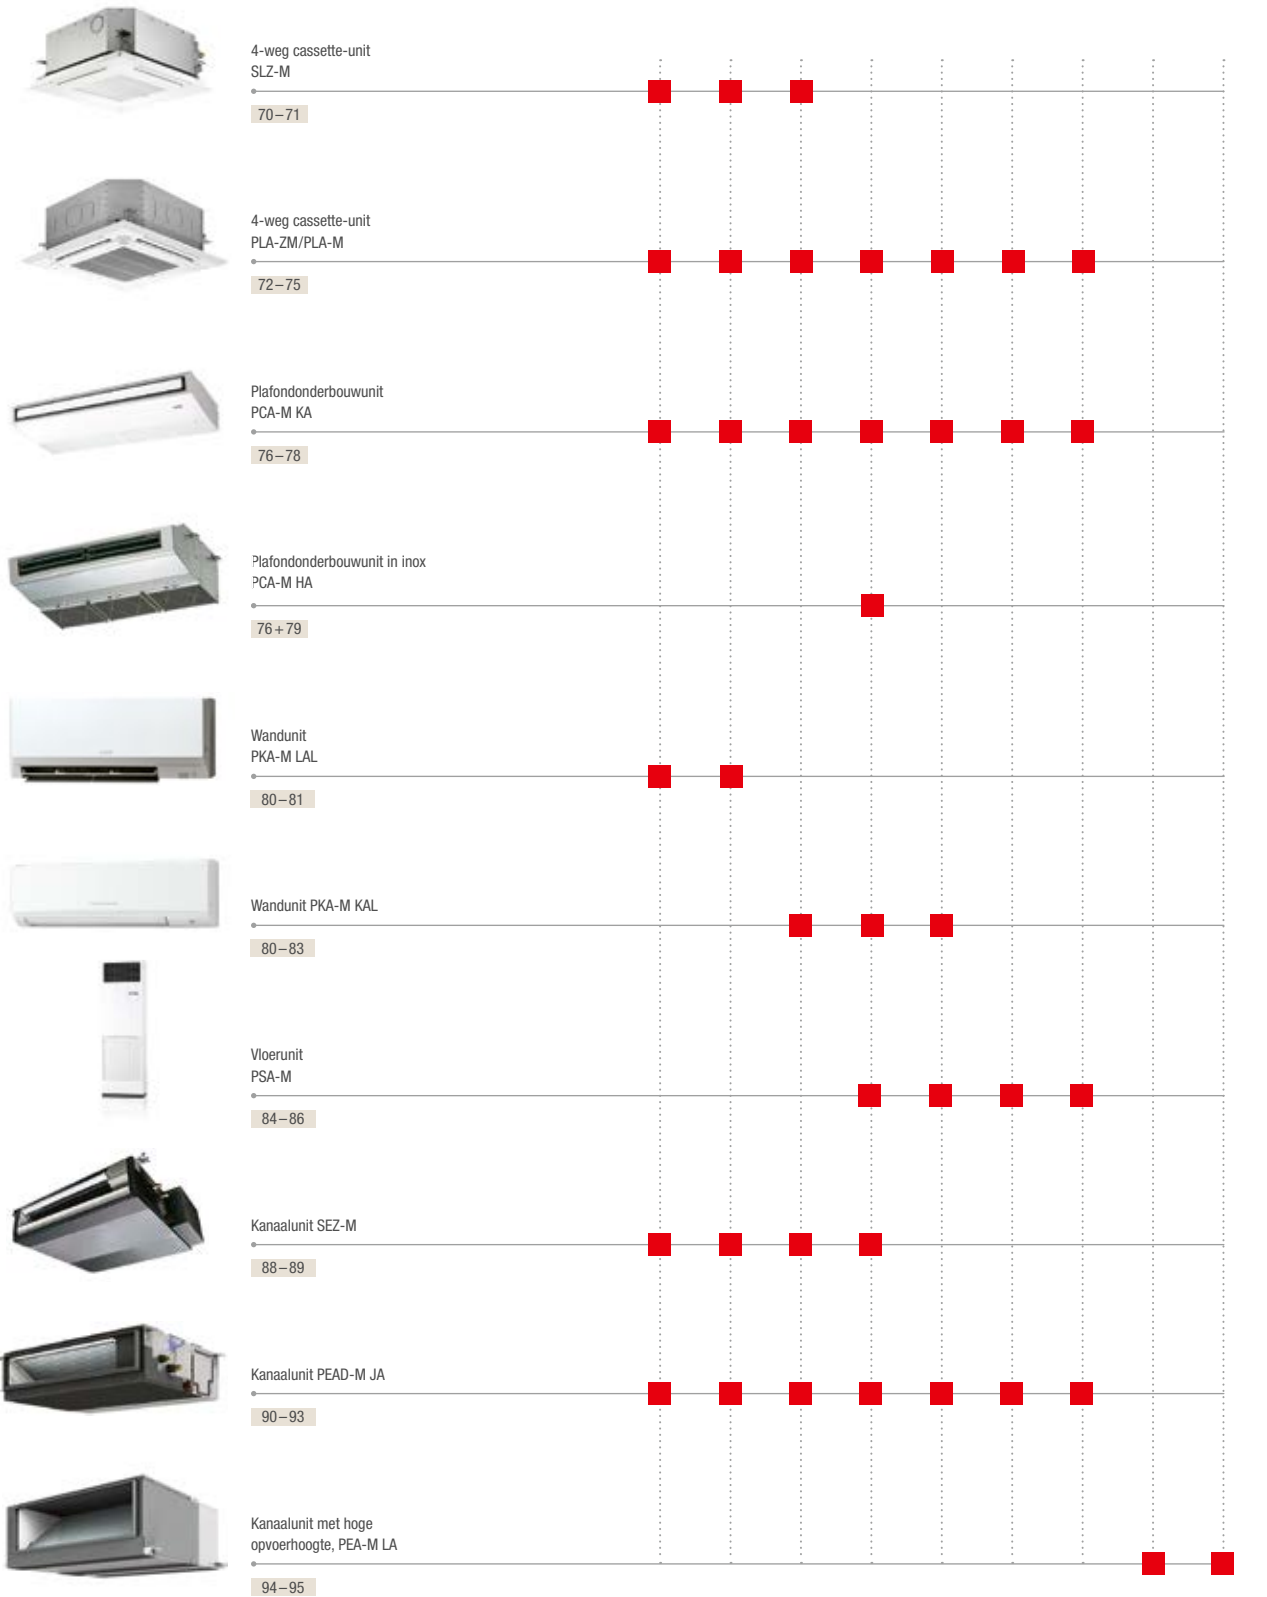 4-weg cassette-unit
SLZ-M
70–71
4-weg cassette-unit
PLA-ZM/PLA-M
72–75
Plafondonderbouwunit
PCA-M KA
76–78
Plafondonderbouwunit in inox
PCA-M HA
76+79
Wandunit
PKA-M LAL
80–81
Wandunit PKA-M KAL
80–83
Vloerunit
PSA-M
84–86
Kanaalunit SEZ-M
88–89
Kanaalunit PEAD-M JA
90–93
Kanaalunit met hoge
opvoerhoogte, PEA-M LA
94–95